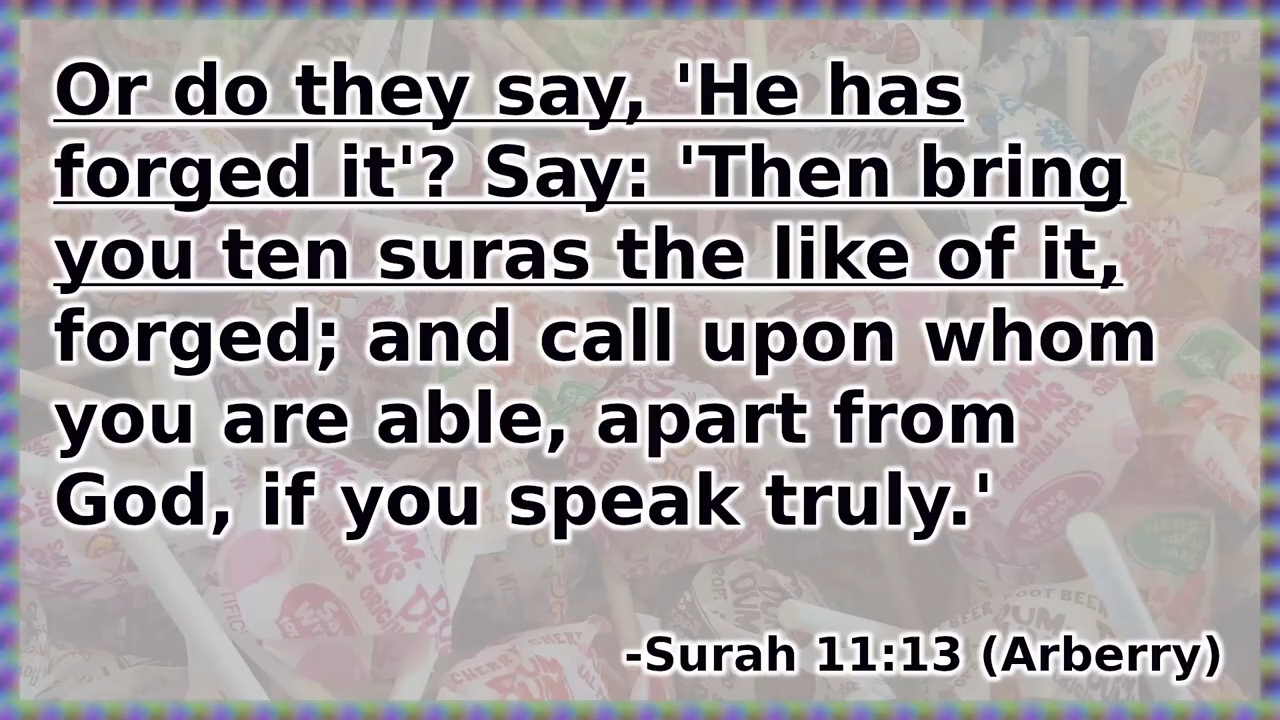 Or do they say, 'He has
forged it'? Say: 'Then bring
you ten suras the like of it,
forged; and call upon whom
you are able, apart from
God, if you speak truly.'
-Surah 11:13 (Arberry)